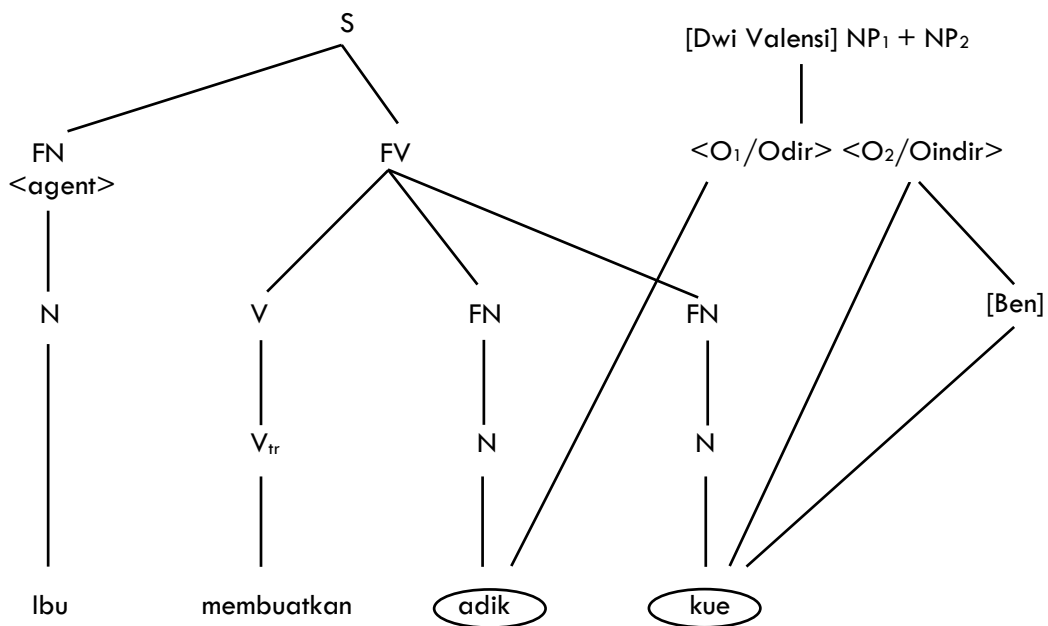 S
[Dwi Valensi] NP₁ + NP₂
FN FV <O₁/Odir> <O₂/Oindir>
<agent>
N V FN FN [Ben]
Vtr N N
Ibu membuatkan adik kue